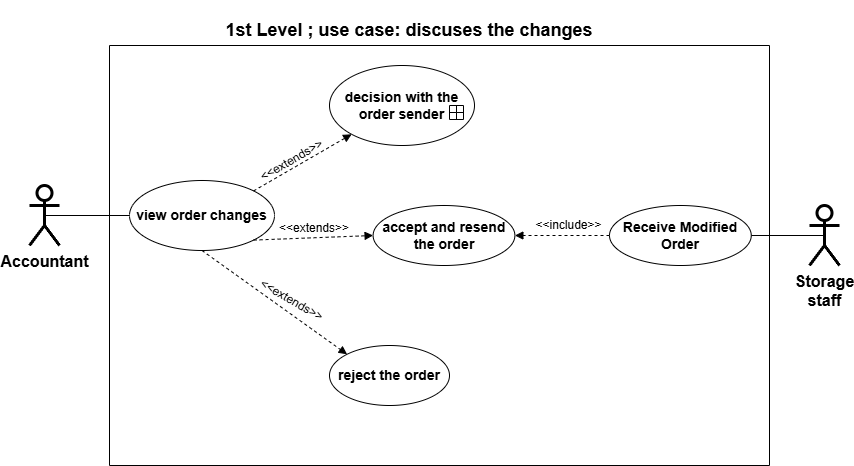 1st Level ; use case: discuses the changes
decision with the
order sender
<<extends>>
view order changes
<<extends>>
accept and resend
the order
<<include>>
Receive Modified
Order
Accountant
Storage
staff
<<extends>>
reject the order